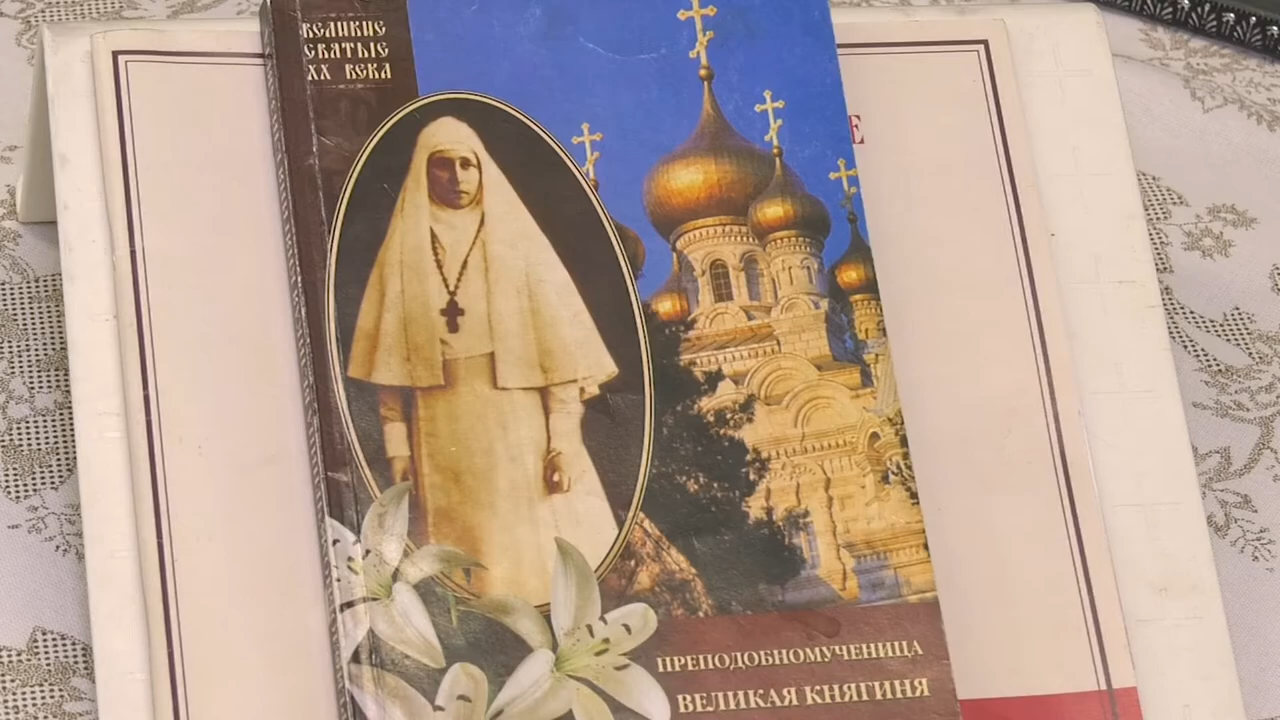 ВЕЛИКИЕ
СВЯТЫЕ
XX ВЕКА
Е
ПРЕПОДОБНОМУЧЕНИЦА
ВЕЛИКАЯ КНЯГИНЯ